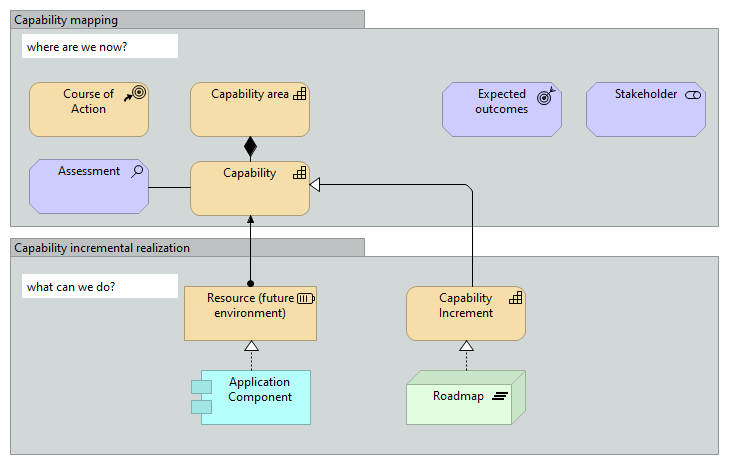 Capability mapping
where are we now?
Course of
Action
Capability area
Expected
outcomes
Stakeholder
Assessment
Capability
Capability incremental realization
what can we do?
Resource (future
environment)
Capability
Increment
Application
Component
Roadmap